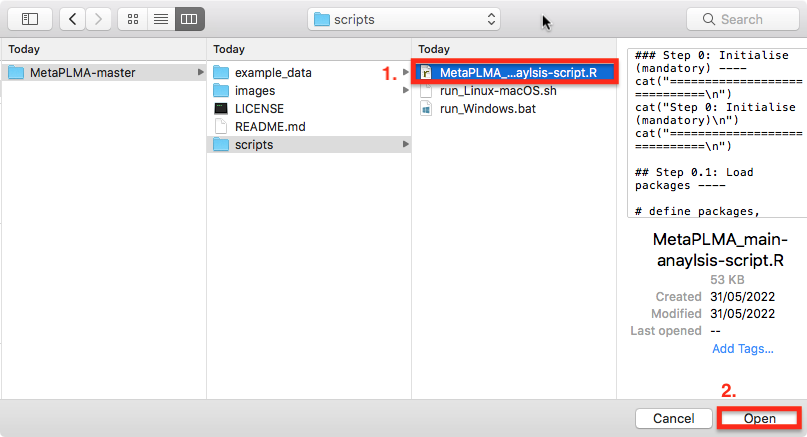 scripts
Search
Today
Today
Today
MetaPLMA-master
example_data
images
LICENSE
README.md
scripts
1.
MetaPLMA_...aylsis-script.R
run_Linux-macOS.sh
run_Windows.bat
### Step 0: Initialise
(mandatory) ----
cat("====================
=============\n")
cat("Step 0: Initialise
(mandatory)\n")
cat("====================
=============\n")
## Step 0.1: Load
packages ----
# define packages,
MetaPLMA_main-
anaylsis-script.R
53 KB
Created 31/05/2022
Modified 31/05/2022
Last opened --
Add Tags...
2.
Cancel
Open